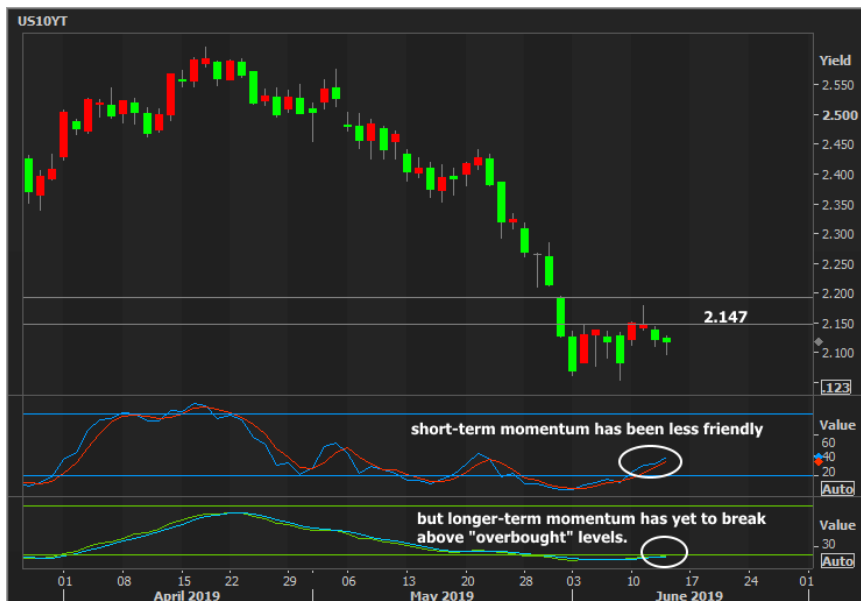 US10YT
Yield
2.550
2.500
2.450
2.400
2.350
2.300
2.250
2.200
2.147
2.150
2.100
.123
short-term momentum has been less friendly
Value
60
40
20
Auto
but longer-term momentum has yet to break
above "overbought" levels.
Value
30
Auto
01 08 15 22 29 06 13 20 28 03 10 17 24 01
April 2019 May 2019 June 2019